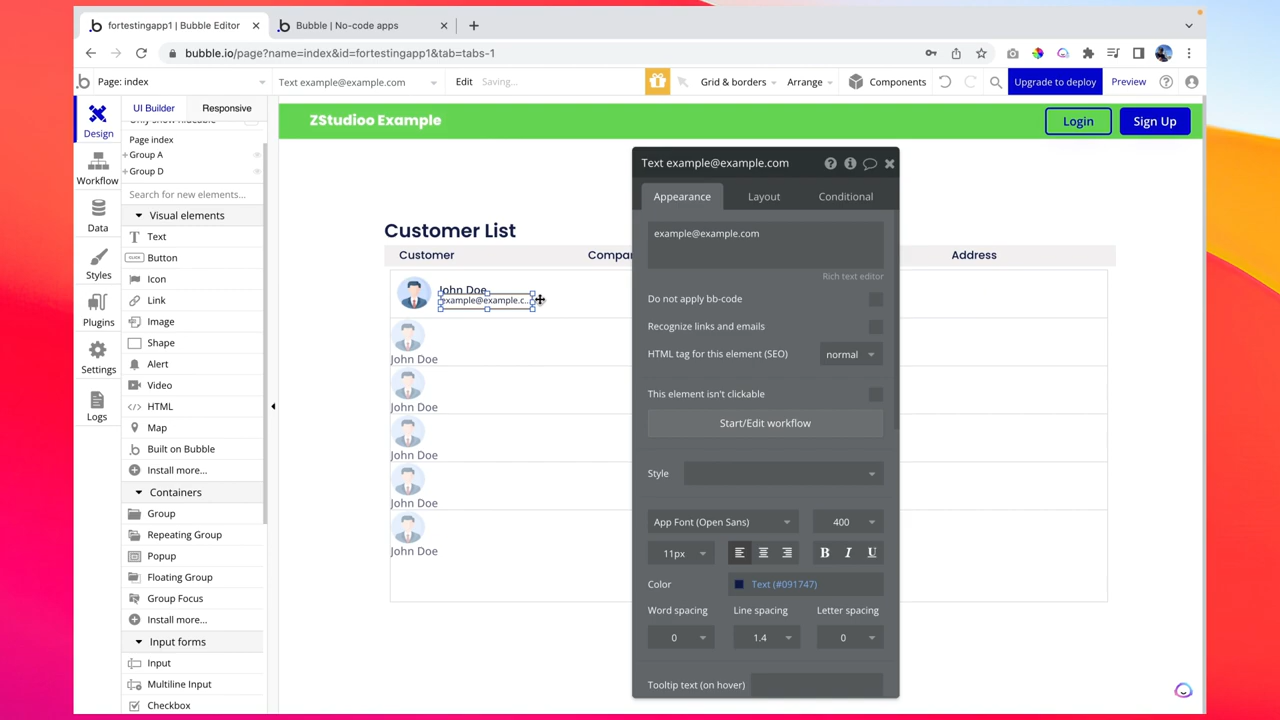 fortestingapp1 | Bubble Editor
Bubble | No-code apps
bubble.io/page?name=index&id=fortestingapp1&tab=tabs-1
Page: index
Text example@example.com
Edit
Saving...
Grid & borders
Arrange
Components
Upgrade to deploy
Preview
Design
Workflow
Data
Styles
Plugins
Settings
Logs
UI Builder
Responsive
Only show hideable
Page index
Group A
Group D
Search for new elements...
Visual elements
Text
CLICK
Button
Icon
Link
Image
Shape
Alert
Video
HTML
Map
Built on Bubble
Install more...
Containers
Group
Repeating Group
Popup
Floating Group
Group Focus
Install more...
Input forms
Input
Multiline Input
Checkbox
ZStudioo Example
Login
Sign Up
Customer List
Customer
Compan
Address
John Doe
example@example.c...
John Doe
John Doe
John Doe
John Doe
John Doe
Text example@example.com
Appearance
Layout
Conditional
example@example.com
Rich text editor
Do not apply bb-code
Recognize links and emails
HTML tag for this element (SEO)
normal
This element isn't clickable
Start/Edit workflow
Style
App Font (Open Sans)
400
11px
B I U
Color
Text (#091747)
Word spacing
Line spacing
Letter spacing
0
1.4
0
Tooltip text (on hover)